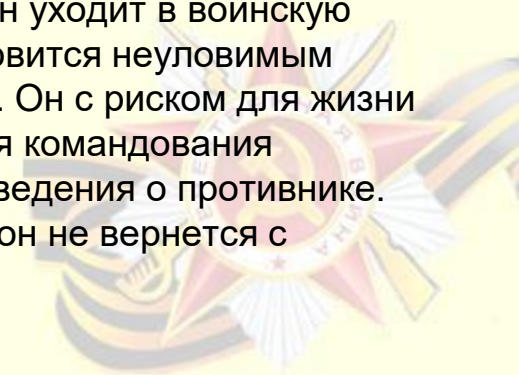 н уходит в воинскую
овится неуловимым
. Он с риском для жизни
я командования
ведения о противнике.
он не вернется с